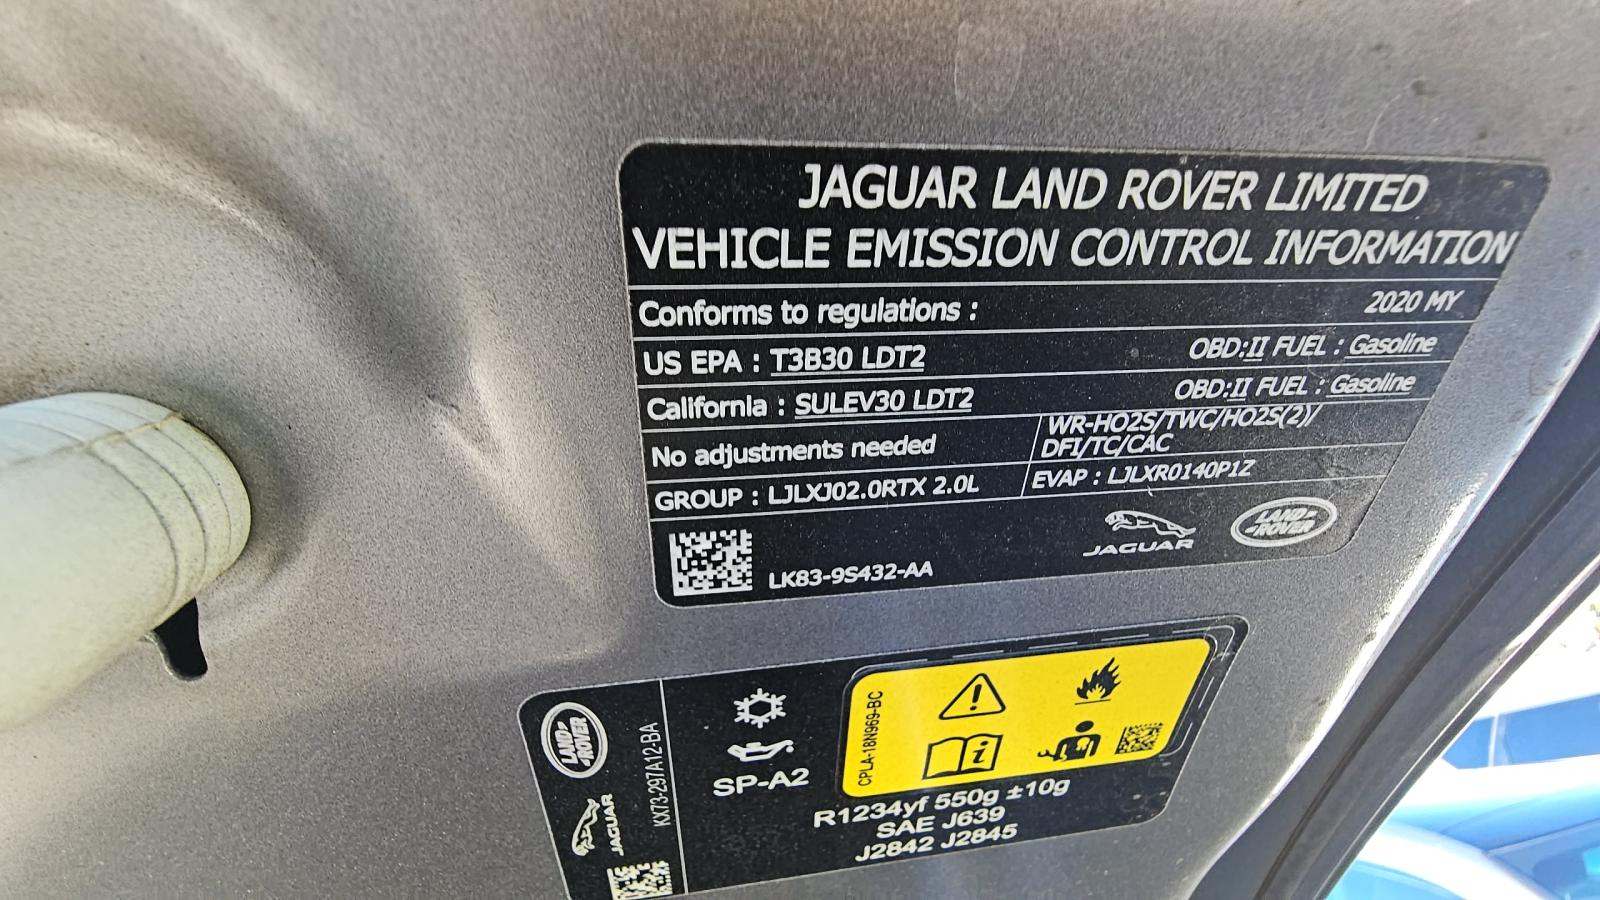 JAGUAR LAND ROVER LIMITED
VEHICLE EMISSION CONTROL INFORMATION
Conforms to regulations : 2020 MY
US EPA : T3B30 LDT2 OBD:II FUEL : Gasoline
California : SULEV30 LDT2 OBD:II FUEL : Gasoline
No adjustments needed
WR-HO2S/TWC/HO2S(2)/
DFI/TC/CAC
GROUP : LJLXJ02.0RTX 2.0L
EVAP : LJLXR0140P1Z
LK83-9S432-AA
JAGUAR
LAND ROVER
LAND ROVER
JAGUAR
KX73-297A12-BA
SP-A2
CPLA-18N969-BC
R1234yf 550g ±10g
SAE J639
J2842 J2845